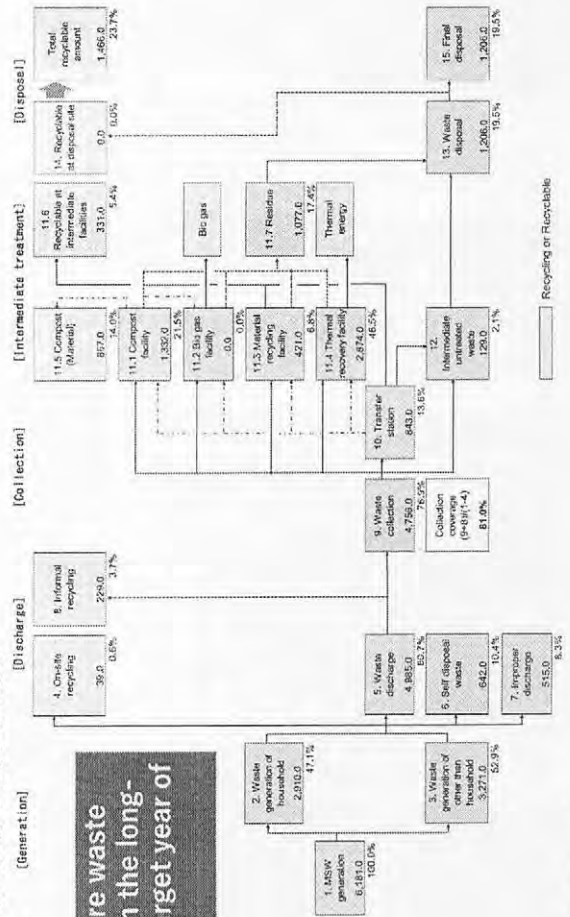 [Generation]
[Discharge]
[Collection]
[Intermediate treatment]
[Disposal]
re waste
n the long-
rget year of
1. MSW
generation
6,181.0
100.0%
2. Waste
generation of
household
2,910.0
47.1%
3. Waste
generation of
other than
household
3,271.0
52.9%
4. On-site
recycling
39.0
0.6%
8. Informal
recycling
229.0
3.7%
5. Waste
discharge
4,985.0
80.7%
6. Self disposal
waste
642.0
10.4%
7. Improper
discharge
515.0
8.3%
9. Waste
collection
4,756.0
76.9%
Collection
coverage
(9+8)/(1-4)
81.0%
10. Transfer
station
843.0
13.6%
11.5 Compost
(Material)
867.0
14.0%
11.1 Compost
facility
1,332.0
21.5%
11.2 Bio gas
facility
0.0
0.0%
11.3 Material
recycling
facility
421.0
6.8%
11.4 Thermal
recovery facility
2,874.0
46.5%
12.
Intermediate
untreated
waste
129.0
2.1%
11.6
Recyclable at
intermediate
facilities
331.0
5.4%
Bio gas
11.7 Residue
1,077.0
17.4%
Thermal
energy
14. Recyclable
at disposal site
0.0
0.0%
Total
recyclable
amount
1,466.0
23.7%
13. Waste
disposal
1,206.0
19.5%
15. Final
disposal
1,206.0
19.5%
Recycling or Recyclable